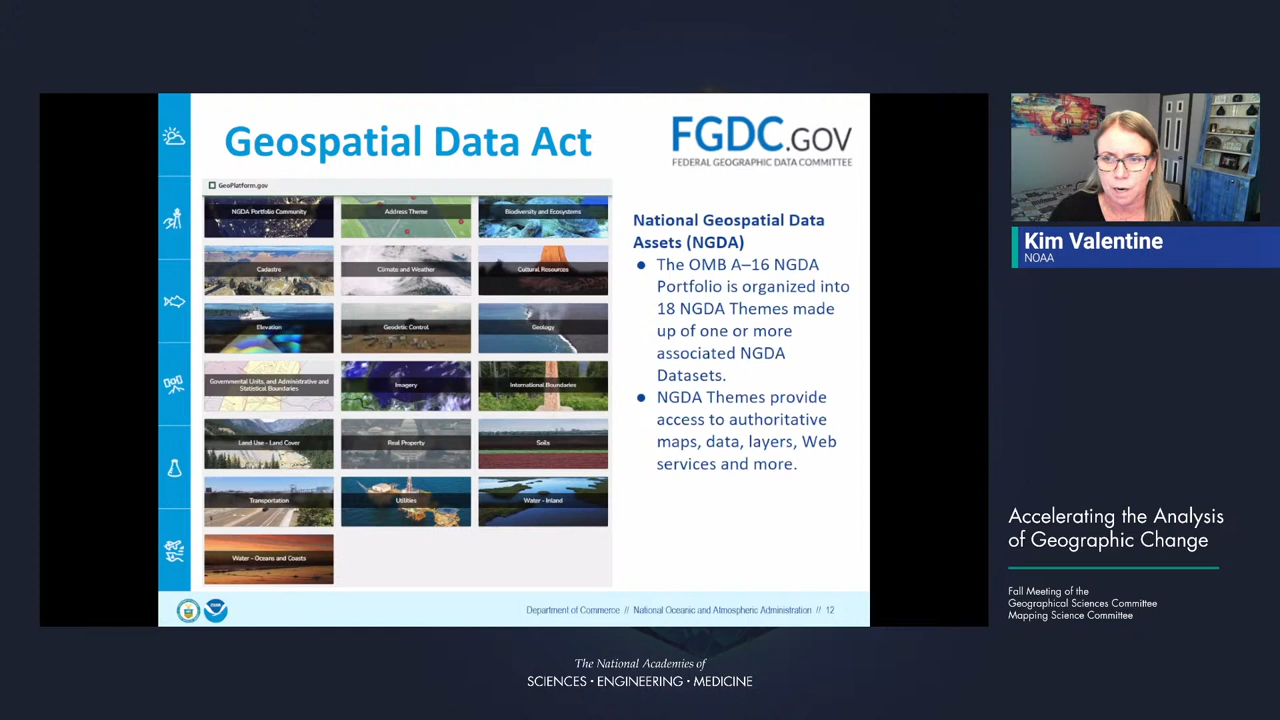 Geospatial Data Act
FGDC.GOV
FEDERAL GEOGRAPHIC DATA COMMITTEE
GeoPlatform.gov
NGDA Portfolio Community
Address Theme
Biodiversity and Ecosystems
Cadastre
Climate and Weather
Cultural Resources
Elevation
Geodetic Control
Geology
Governmental Units, and Administrative and
Statistical Boundaries
Imagery
International Boundaries
Land Use - Land Cover
Real Property
Soils
Transportation
Utilities
Water - Inland
Water - Oceans and Coasts
National Geospatial Data
Assets (NGDA)
● The OMB A–16 NGDA
Portfolio is organized into
18 NGDA Themes made
up of one or more
associated NGDA
Datasets.
● NGDA Themes provide
access to authoritative
maps, data, layers, Web
services and more.
Department of Commerce // National Oceanic and Atmospheric Administration // 12
Kim Valentine
NOAA
Accelerating the Analysis
of Geographic Change
Fall Meeting of the
Geographical Sciences Committee
Mapping Science Committee
The National Academies of
SCIENCES · ENGINEERING · MEDICINE